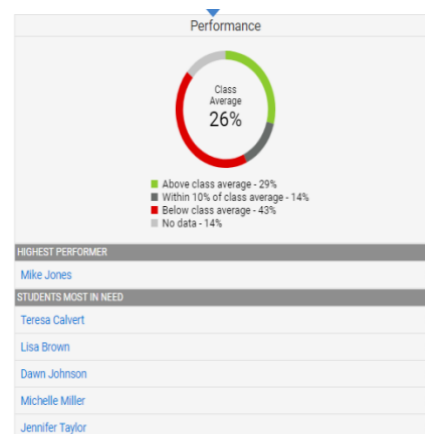 Performance
Class
Average
26%
Above class average - 29%
Within 10% of class average - 14%
Below class average - 43%
No data - 14%
HIGHEST PERFORMER
Mike Jones
STUDENTS MOST IN NEED
Teresa Calvert
Lisa Brown
Dawn Johnson
Michelle Miller
Jennifer Taylor